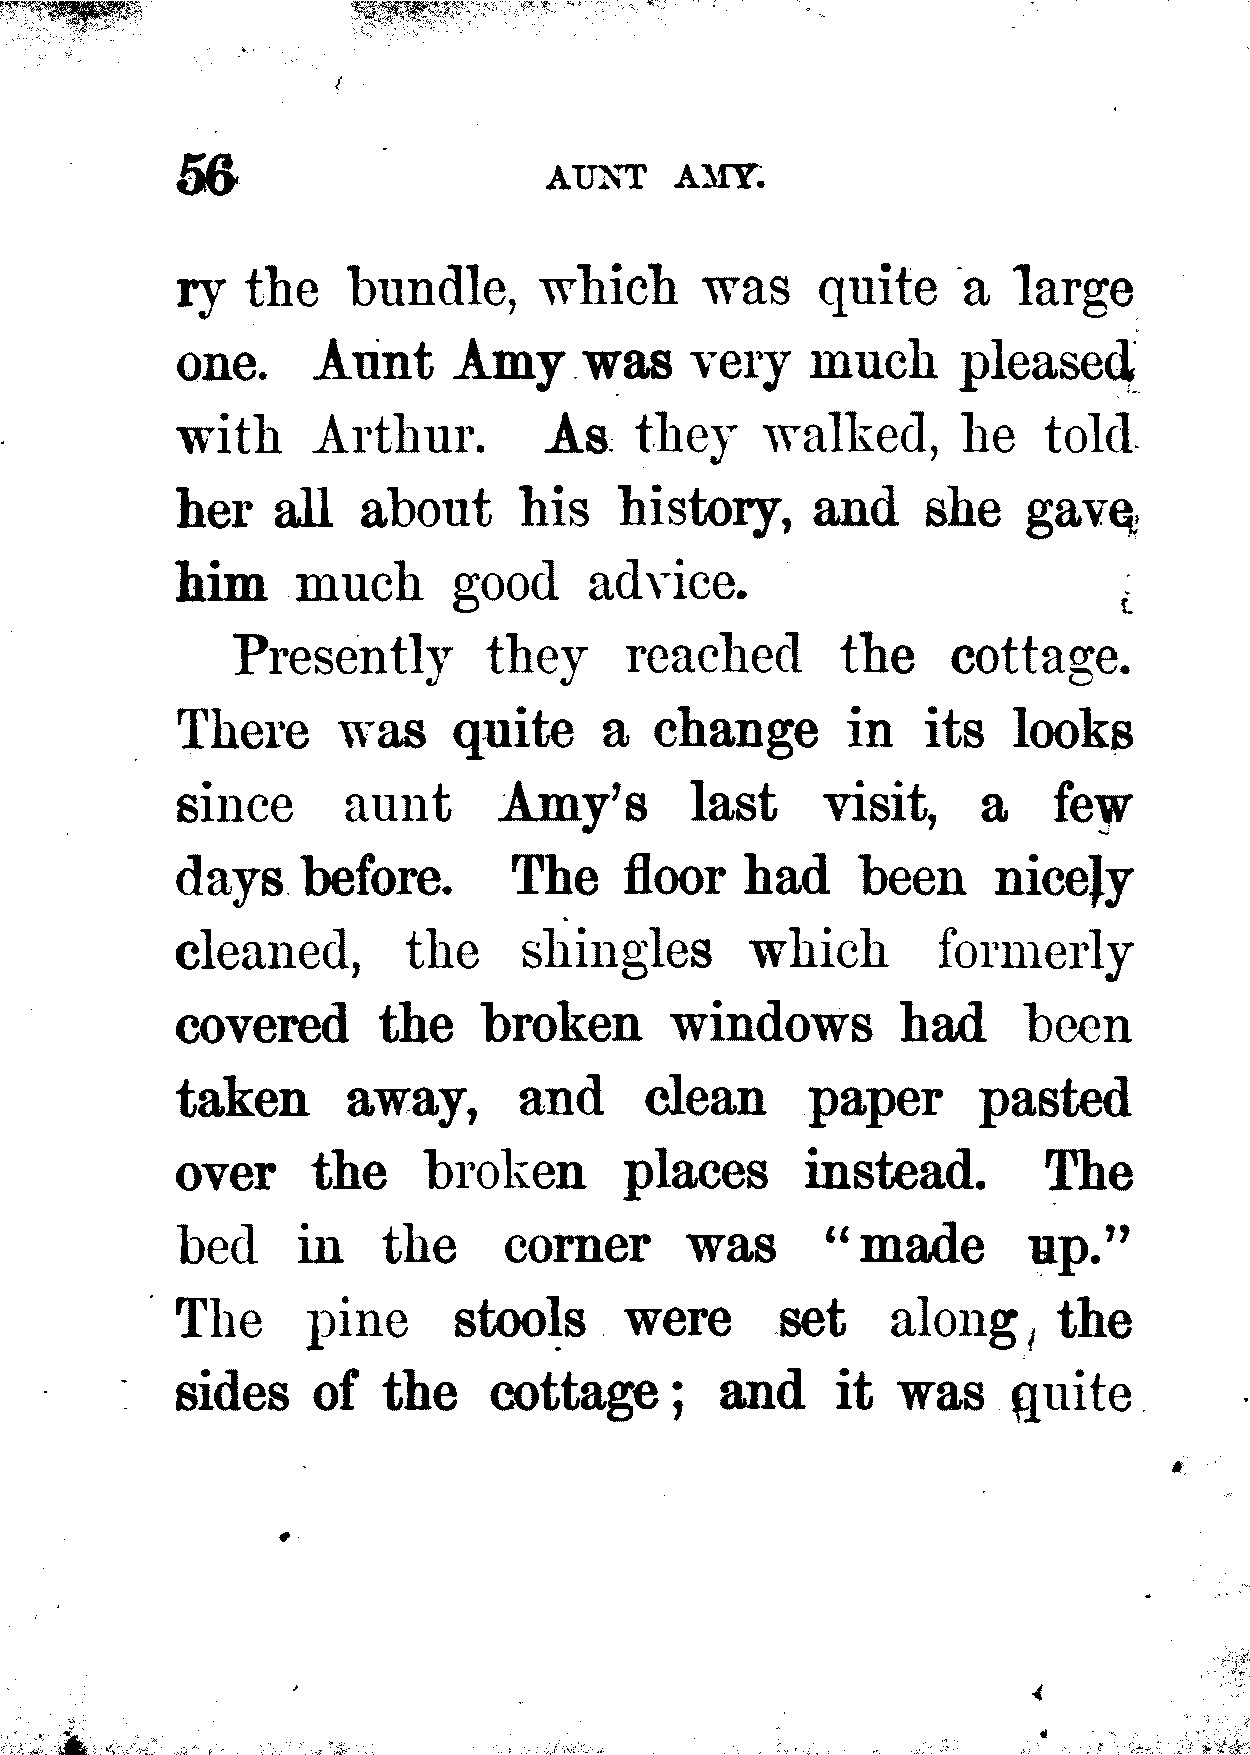 56 AUNT AMY.
ry the bundle, which was quite a large
one. Aunt Amy was very much pleased
with Arthur. As they walked, he told
her all about his history, and she gave
him much good advice.
Presently they reached the cottage.
There was quite a change in its looks
since aunt Amy's last visit, a few
days before. The floor had been nicely
cleaned, the shingles which formerly
covered the broken windows had been
taken away, and clean paper pasted
over the broken places instead. The
bed in the corner was "made up."
The pine stools were set along the
sides of the cottage; and it was quite